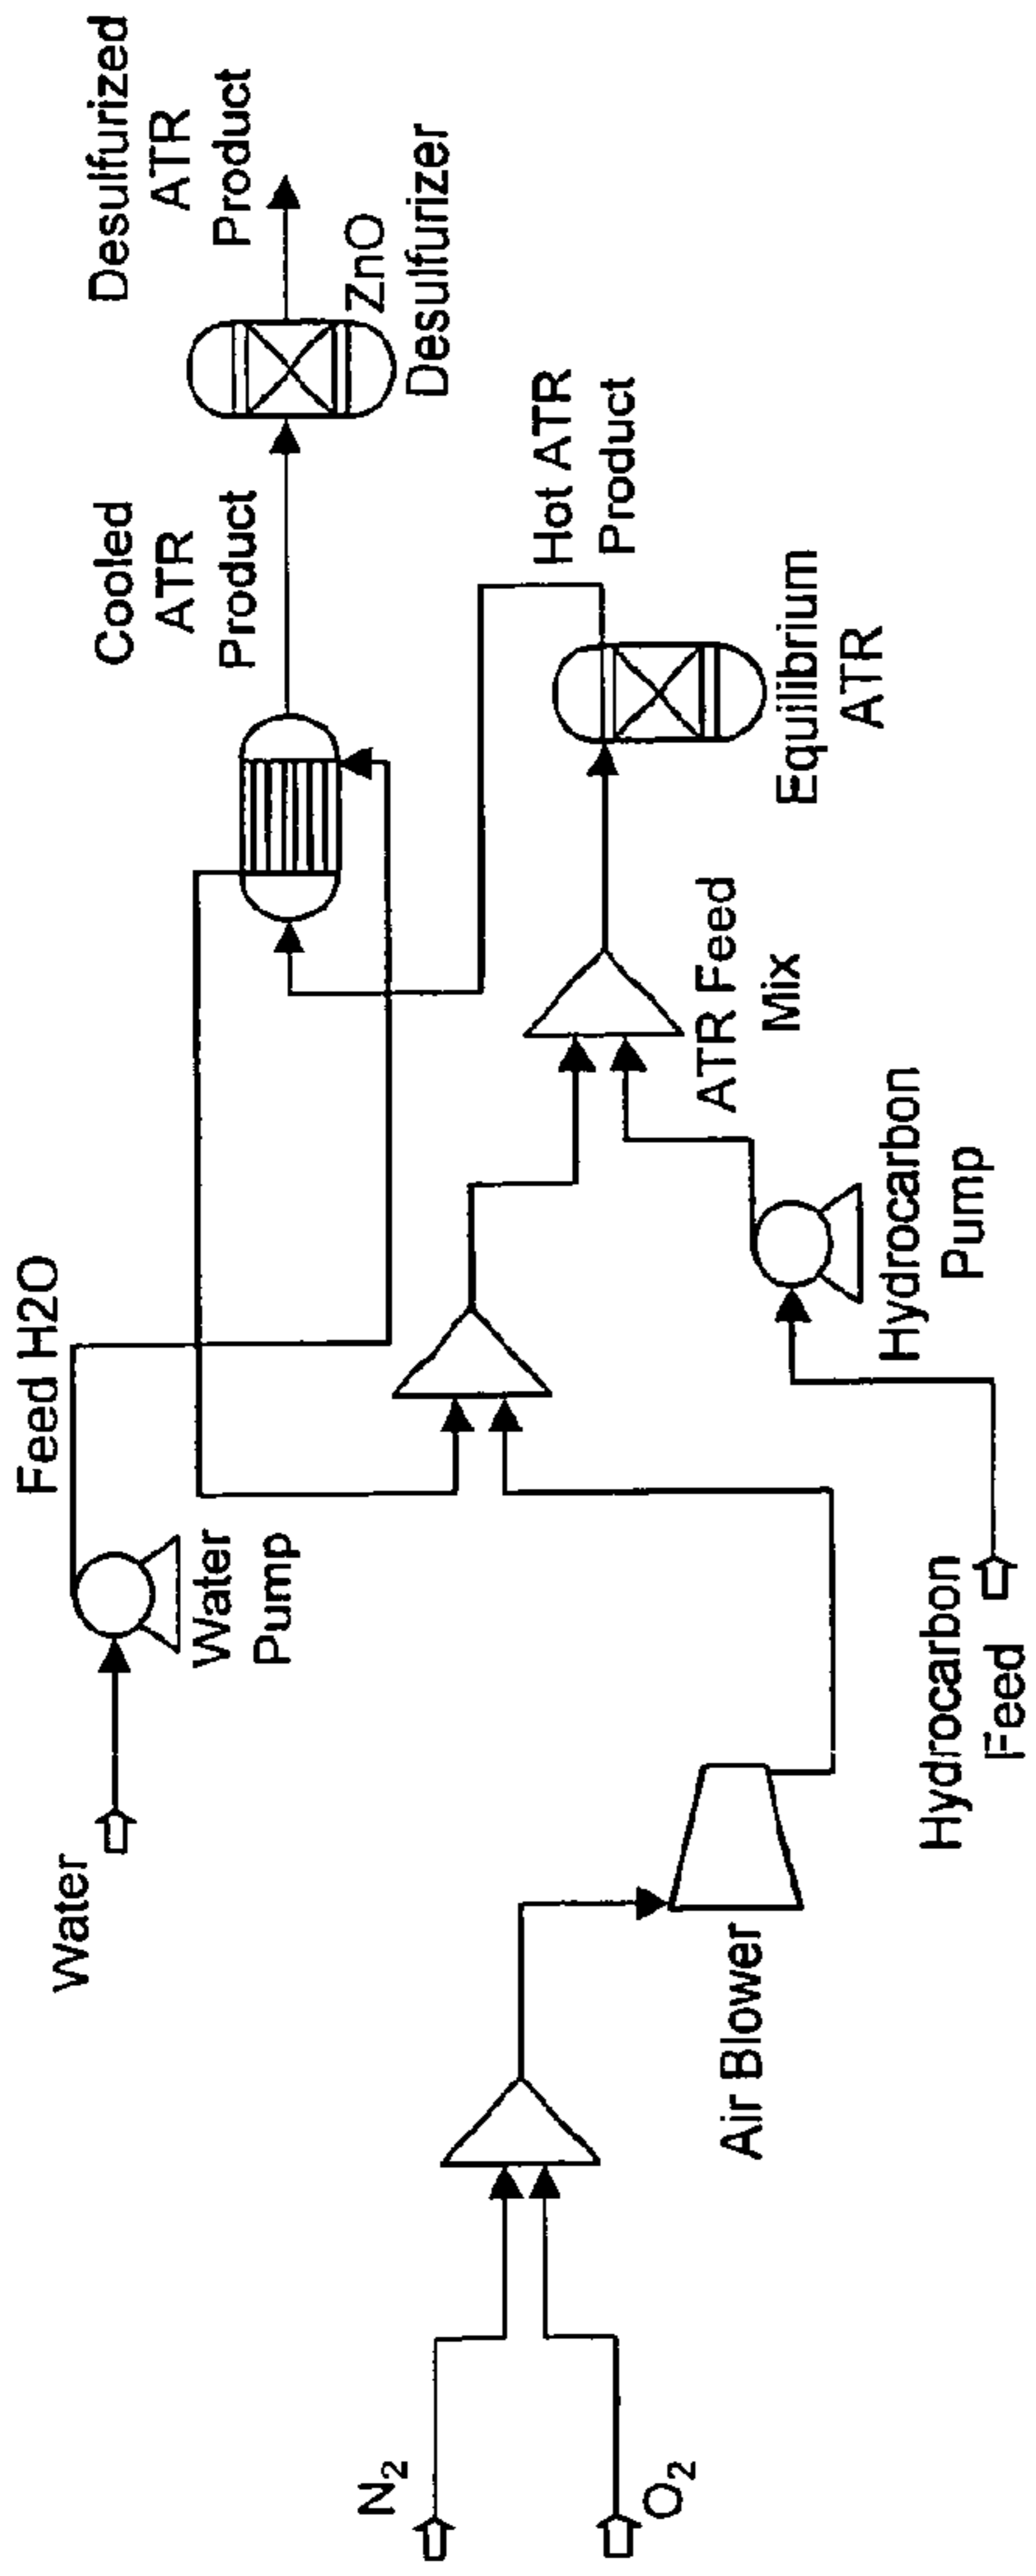 Desulfurized
ATR
Product
ZnO
Desulfurizer
Cooled
ATR
Product
Hot ATR
Product
Equilibrium
ATR
ATR Feed
Mix
Feed H2O
Water
Pump
Water
Hydrocarbon
Pump
Hydrocarbon
Feed
Air Blower
N₂
O₂